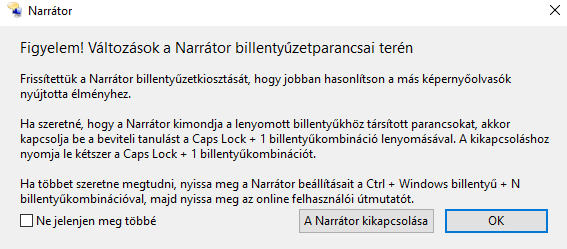 Narrátor
Figyelem! Változások a Narrátor billentyűzetparancsai terén
Frissítettük a Narrátor billentyűzetkiosztását, hogy jobban hasonlítson a más képernyőolvasók
nyújtotta élményhez.
Ha szeretné, hogy a Narrátor kimondja a lenyomott billentyűkhöz társított parancsokat, akkor
kapcsolja be a beviteli tanulást a Caps Lock + 1 billentyűkombináció lenyomásával. A kikapcsoláshoz
nyomja le kétszer a Caps Lock + 1 billentyűkombinációt.
Ha többet szeretne megtudni, nyissa meg a Narrátor beállításait a Ctrl + Windows billentyű + N
billentyűkombinációval, majd nyissa meg az online felhasználói útmutatót.
Ne jelenjen meg többé
A Narrátor kikapcsolása
OK